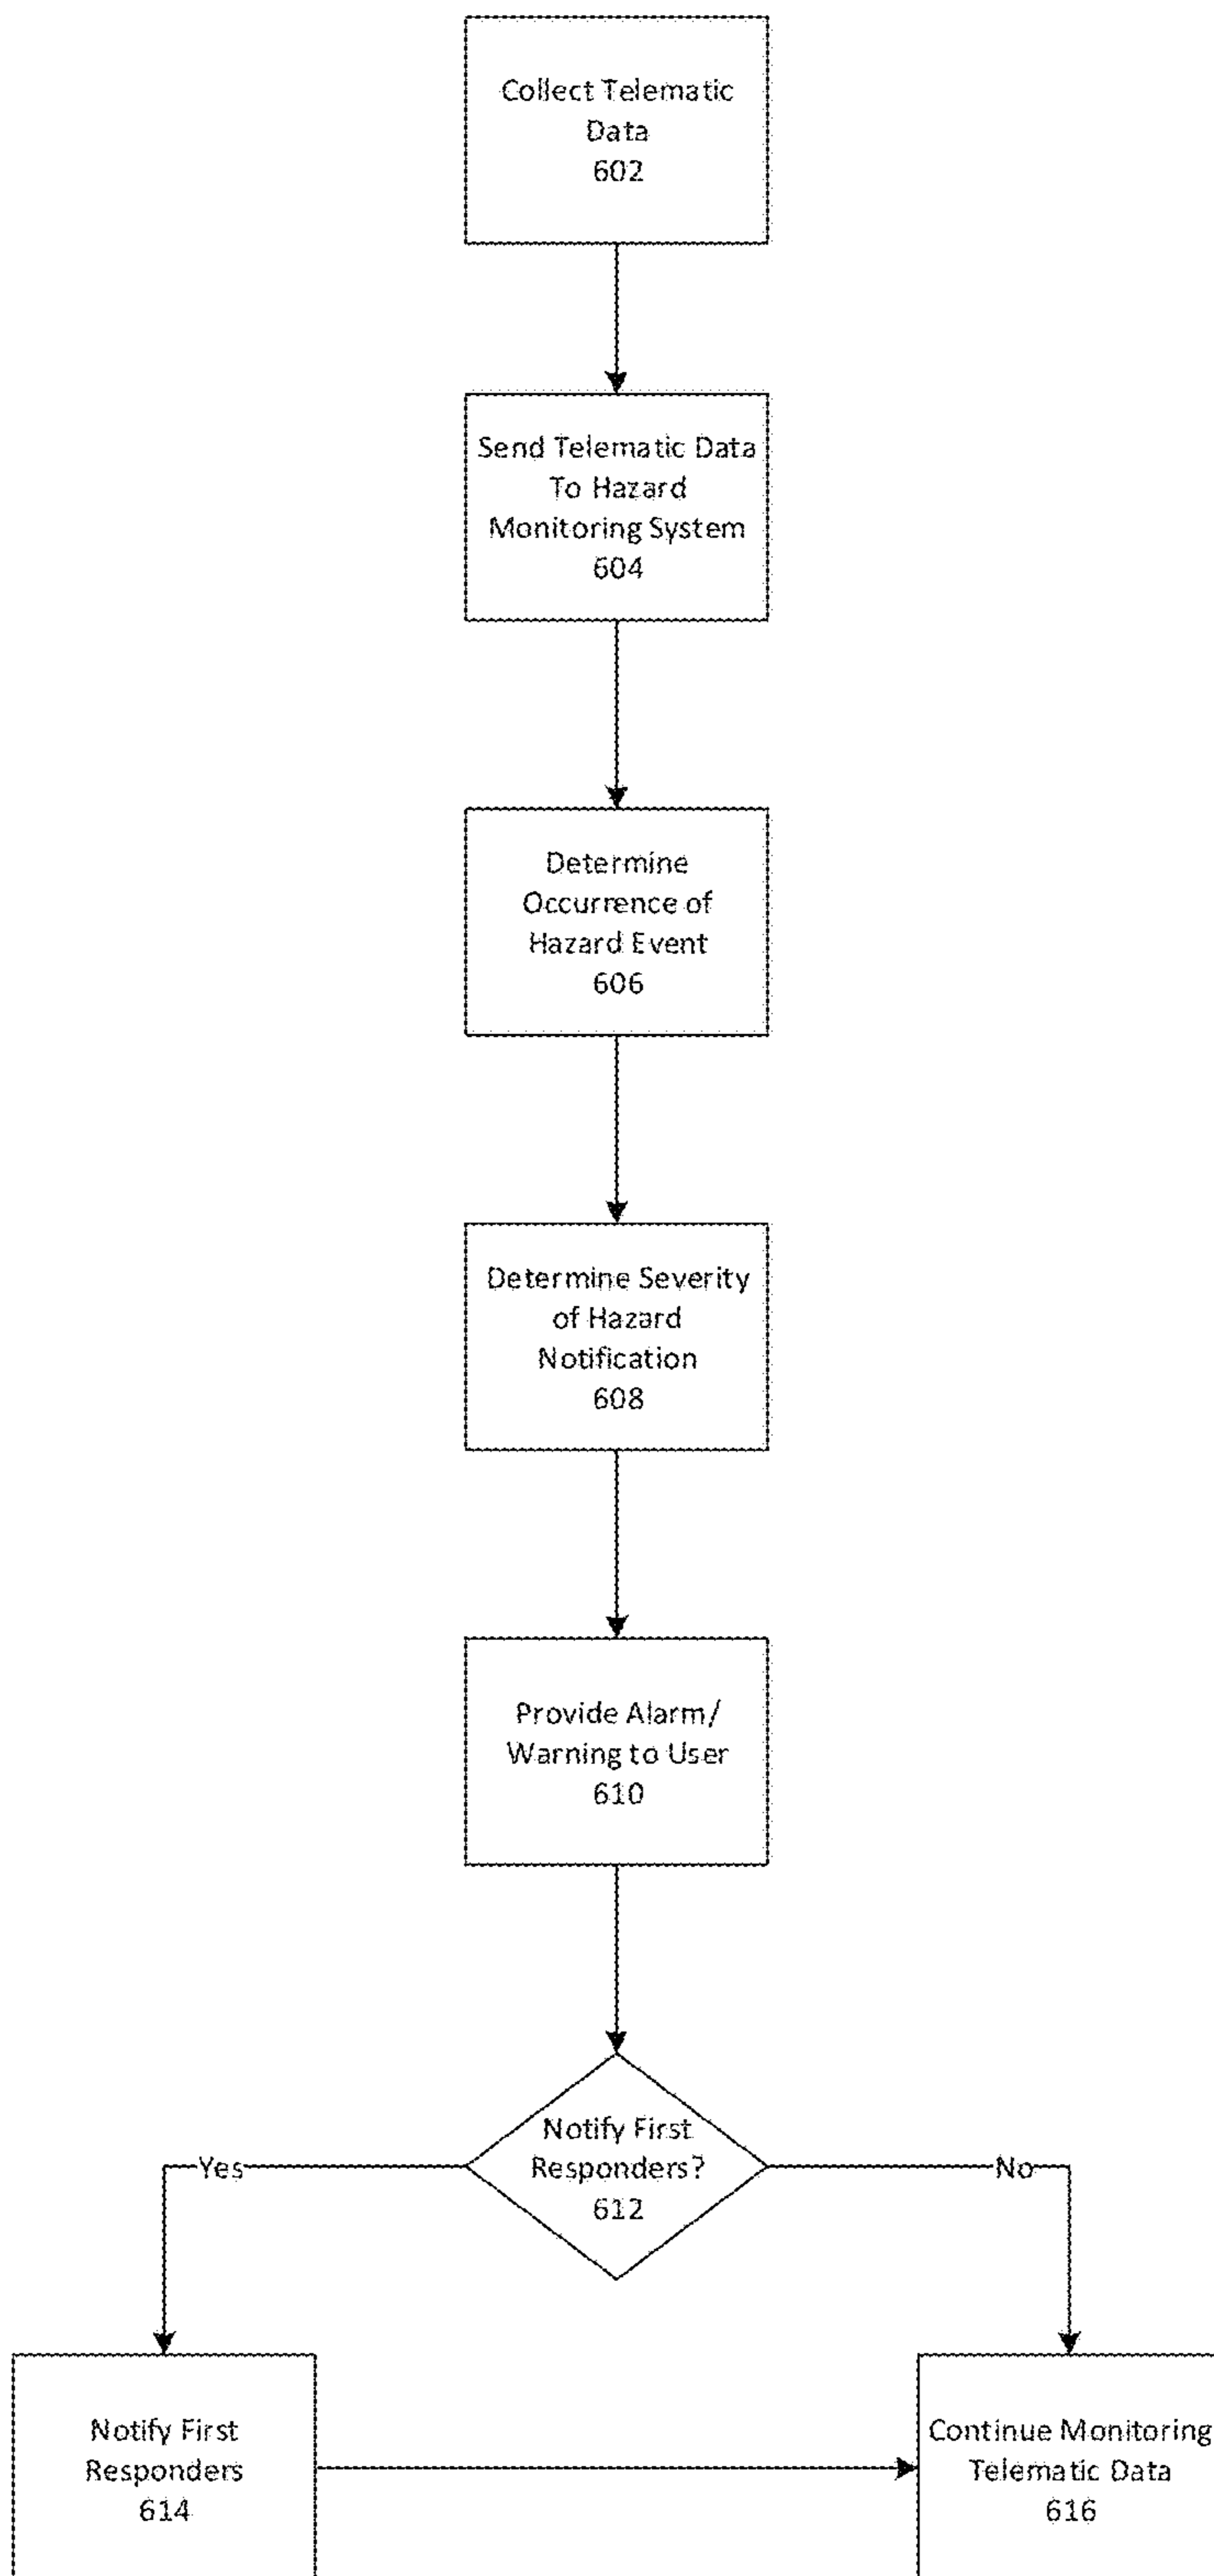 Collect Telematic
Data
602
Send Telematic Data
To Hazard
Monitoring System
604
Determine
Occurrence of
Hazard Event
606
Determine Severity
of Hazard
Notification
608
Provide Alarm/
Warning to User
610
Notify First
Responders?
612
Yes
No
Notify First
Responders
614
Continue Monitoring
Telematic Data
616